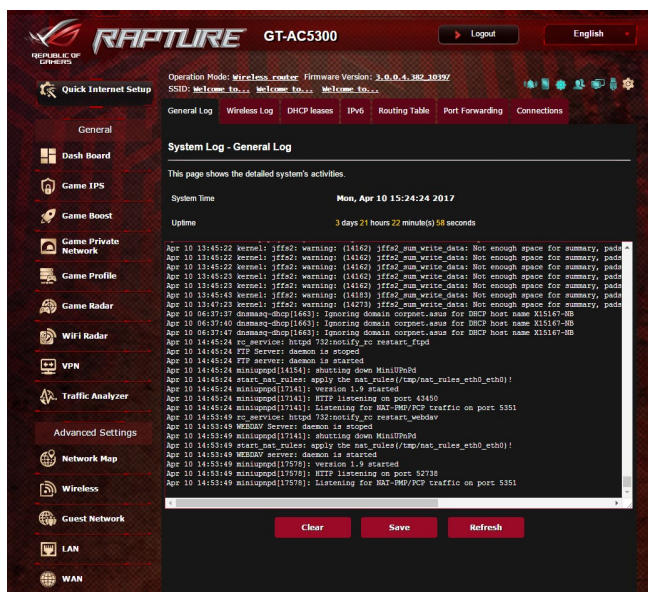 REPUBLIC OF
GAMERS
RAPTURE
GT-AC5300
Logout
English
Quick Internet Setup
Operation Mode: Wireless router Firmware Version: 3.0.0.4.382_10397
SSID: Welcome to... Welcome to... Welcome to...
General Log Wireless Log DHCP leases IPv6 Routing Table Port Forwarding Connections
General
Dash Board
Game IPS
Game Boost
Game Private
Network
Game Profile
Game Radar
WiFi Radar
VPN
Traffic Analyzer
Advanced Settings
Network Map
Wireless
Guest Network
LAN
WAN
System Log - General Log
This page shows the detailed system's activities.
System Time Mon, Apr 10 15:24:24 2017
Uptime 3 days 21 hours 22 minute(s) 58 seconds
Apr 10 13:45:22 kernel: jffs2: warning: (14162) jffs2_sum_write_data: Not enough space for summary, pads
Apr 10 13:45:22 kernel: jffs2: warning: (14162) jffs2_sum_write_data: Not enough space for summary, pads
Apr 10 13:45:22 kernel: jffs2: warning: (14162) jffs2_sum_write_data: Not enough space for summary, pads
Apr 10 13:45:23 kernel: jffs2: warning: (14162) jffs2_sum_write_data: Not enough space for summary, pads
Apr 10 13:45:23 kernel: jffs2: warning: (14162) jffs2_sum_write_data: Not enough space for summary, pads
Apr 10 13:45:43 kernel: jffs2: warning: (14183) jffs2_sum_write_data: Not enough space for summary, pads
Apr 10 13:47:23 kernel: jffs2: warning: (14273) jffs2_sum_write_data: Not enough space for summary, pads
Apr 10 06:37:37 dnsmasq-dhcp[1663]: Ignoring domain corpnet.asus for DHCP host name X15167-NB
Apr 10 06:37:40 dnsmasq-dhcp[1663]: Ignoring domain corpnet.asus for DHCP host name X15167-NB
Apr 10 06:41:47 dnsmasq-dhcp[1663]: Ignoring domain corpnet.asus for DHCP host name X15167-NB
Apr 10 14:45:24 rc_service: httpd 732:notify_rc restart_ftpd
Apr 10 14:45:24 FTP Server: daemon is stoped
Apr 10 14:45:24 FTP server: daemon is started
Apr 10 14:45:24 miniupnpd[14154]: shutting down MiniUPnPd
Apr 10 14:45:24 start_nat_rules: apply the nat_rules(/tmp/nat_rules_eth0_eth0)!
Apr 10 14:45:24 miniupnpd[17141]: version 1.9 started
Apr 10 14:45:24 miniupnpd[17141]: HTTP listening on port 43450
Apr 10 14:45:24 miniupnpd[17141]: Listening for NAT-PMP/PCP traffic on port 5351
Apr 10 14:53:49 rc_service: httpd 732:notify_rc restart_webdav
Apr 10 14:53:49 WEBDAV Server: daemon is stoped
Apr 10 14:53:49 miniupnpd[17141]: shutting down MiniUPnPd
Apr 10 14:53:49 start_nat_rules: apply the nat_rules(/tmp/nat_rules_eth0_eth0)!
Apr 10 14:53:49 WEBDAV server: daemon is started
Apr 10 14:53:49 miniupnpd[17578]: version 1.9 started
Apr 10 14:53:49 miniupnpd[17578]: HTTP listening on port 52738
Apr 10 14:53:49 miniupnpd[17578]: Listening for NAT-PMP/PCP traffic on port 5351
Clear Save Refresh